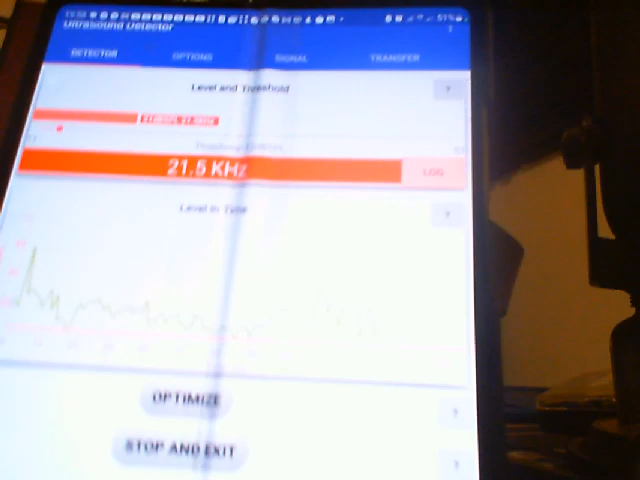 51%
Ultrasound Detector
DETECTOR OPTIONS SIGNAL TRANSFER
Level and Threshold ?
21.5 KHz LOG
Level in Time ?
OPTIMIZE ?
STOP AND EXIT ?